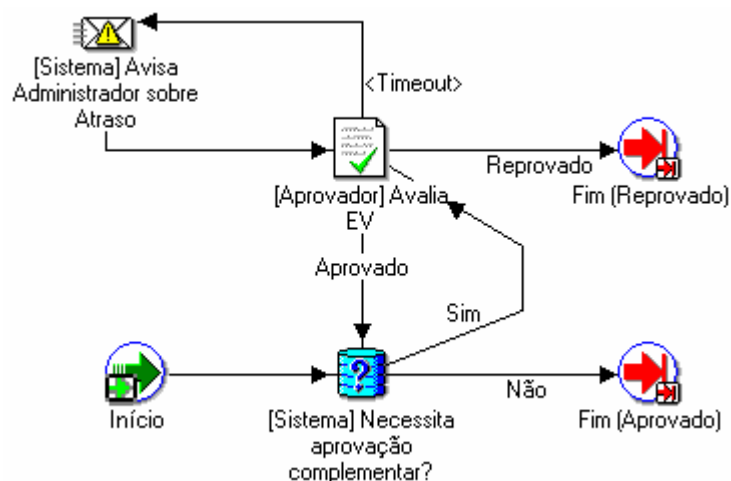 [Sistema] Avisa
Administrador sobre
Atraso
<Timeout>
Reprovado
[Aprovador] Avalia
EV
Fim (Reprovado)
Aprovado
Sim
Início
[Sistema] Necessita
aprovação
complementar?
Não
Fim (Aprovado)